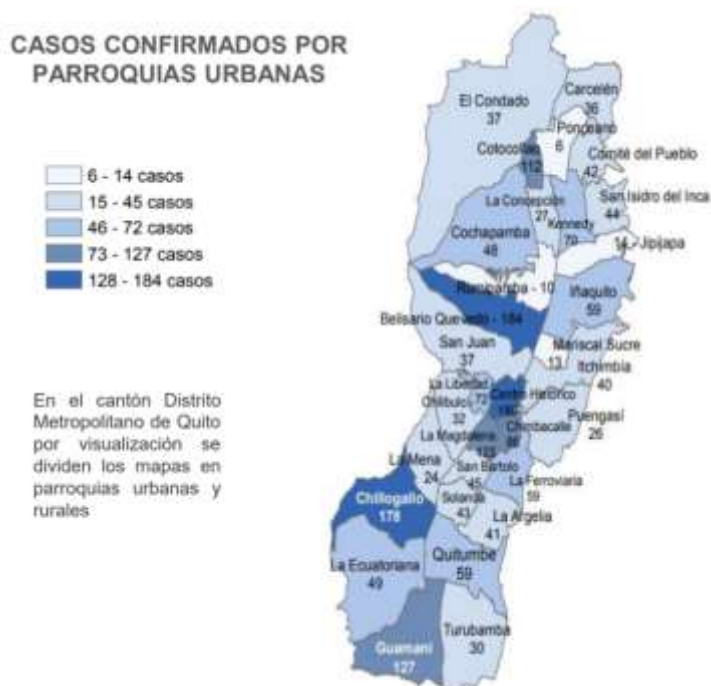 CASOS CONFIRMADOS POR
PARROQUIAS URBANAS
6 - 14 casos
15 - 45 casos
46 - 72 casos
73 - 127 casos
128 - 184 casos
En el cantón Distrito
Metropolitano de Quito
por visualización se
dividen los mapas en
parroquias urbanas y
rurales
El Condado
37
Carcelén
36
Ponceano
6
Cotocollao
112
Comité del Pueblo
42
San Isidro del Inca
44
La Concepción
27
Kennedy
Cochapamba
48
14 - Jipijapa
Rumipamba - 10
Iñaquito
59
Belisario Quevedo - 184
San Juan
37
Mariscal Sucre
13
Itchimbía
40
La Libertad
72
Centro Histórico
Chilibulo
32
Puengasí
26
Chimbacalle
La Magdalena
La Mena
24
San Bartolo
45
La Ferroviaria
59
Solanda
43
La Argelia
41
Chillogallo
178
Quitumbe
59
La Ecuatoriana
49
Turubamba
30
Guamaní
127